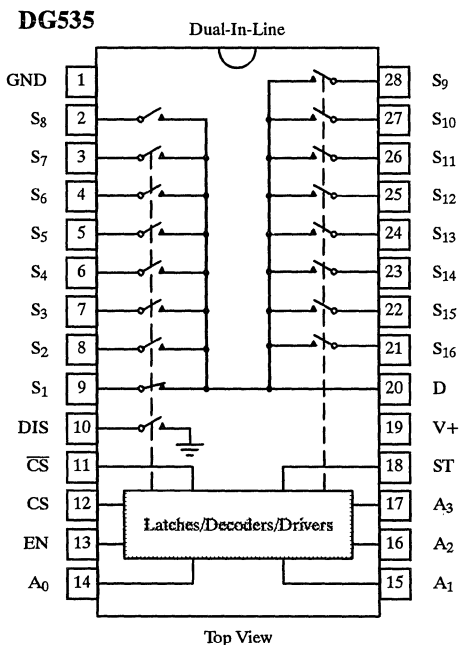 DG535
Dual-In-Line
GND 1 28 S₉
S₈ 2 27 S₁₀
S₇ 3 26 S₁₁
S₆ 4 25 S₁₂
S₅ 5 24 S₁₃
S₄ 6 23 S₁₄
S₃ 7 22 S₁₅
S₂ 8 21 S₁₆
S₁ 9 20 D
DIS 10 19 V+
C̅S̅ 11 18 ST
CS 12 17 A₃
Latches/Decoders/Drivers
EN 13 16 A₂
A₀ 14 15 A₁
Top View